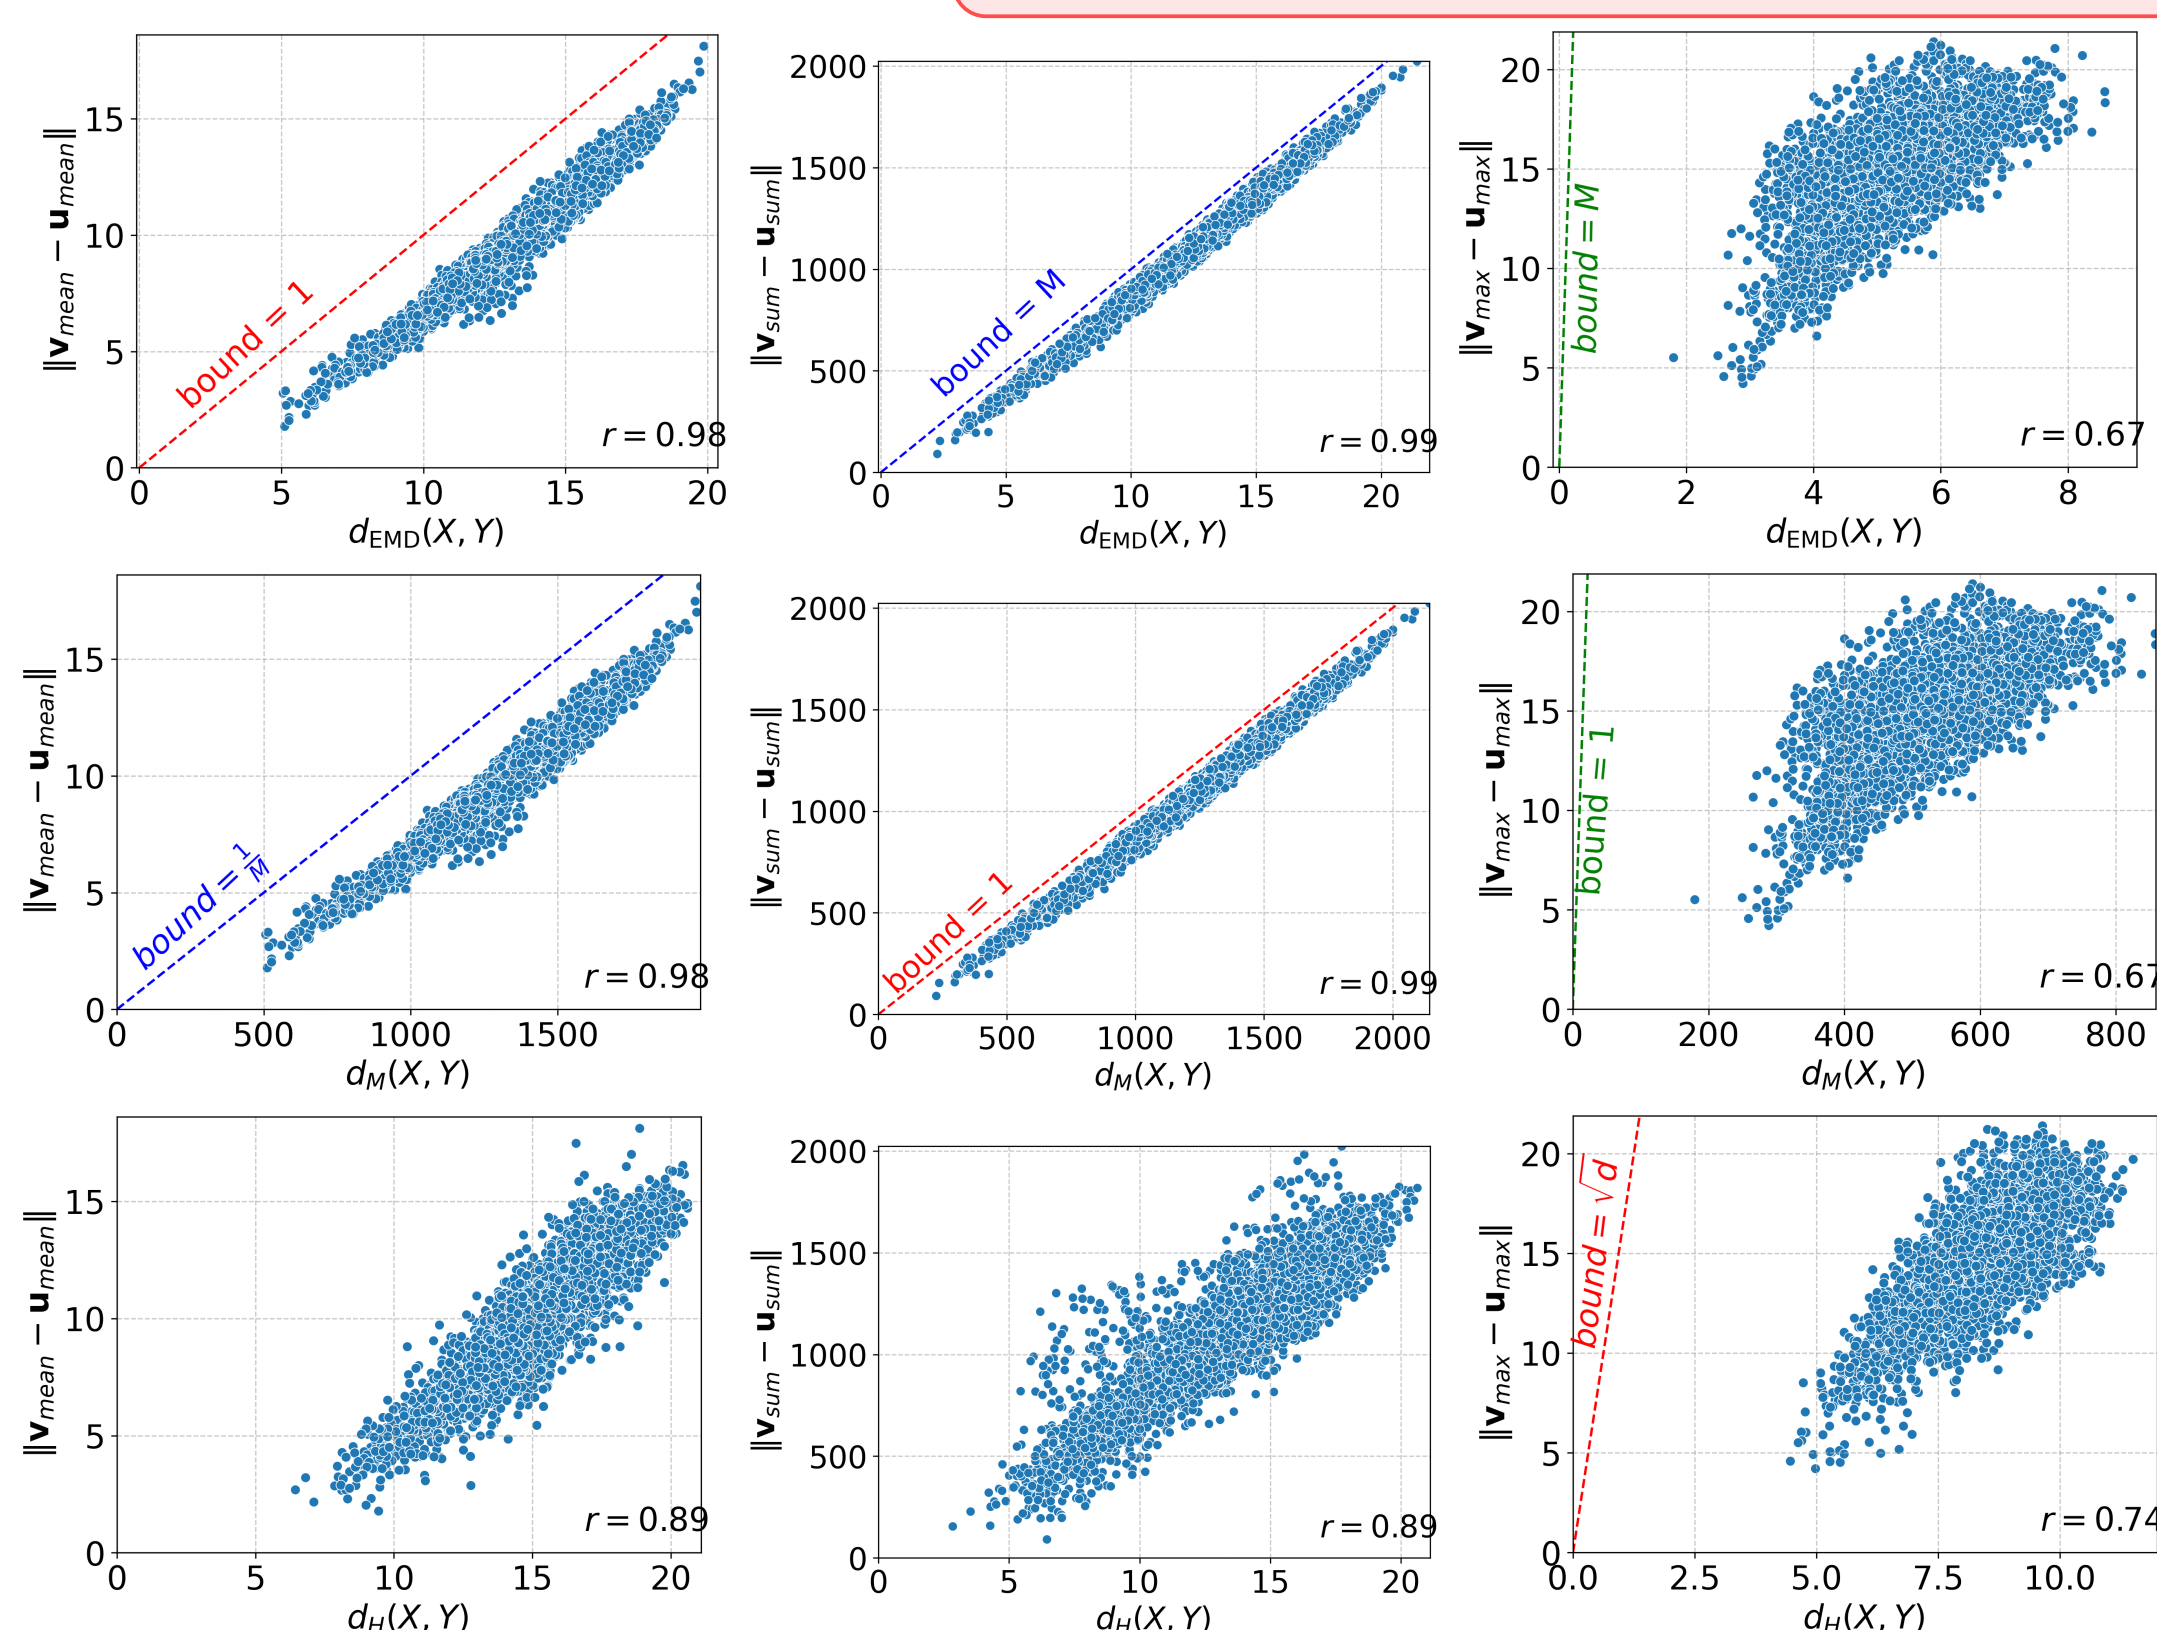 ‖v_mean − u_mean‖
15
10
5
0
bound = 1
r = 0.98
0 5 10 15 20
d_EMD(X, Y)
‖v_sum − u_sum‖
2000
1500
1000
500
0
bound = M
r = 0.99
0 5 10 15 20
d_EMD(X, Y)
‖v_max − u_max‖
20
15
10
5
0
bound = M
r = 0.67
0 2 4 6 8
d_EMD(X, Y)
‖v_mean − u_mean‖
15
10
5
0
bound = 1/M
r = 0.98
0 500 1000 1500
d_M(X, Y)
‖v_sum − u_sum‖
2000
1500
1000
500
0
bound = 1
r = 0.99
0 500 1000 1500 2000
d_M(X, Y)
‖v_max − u_max‖
20
15
10
5
0
bound = 1
r = 0.67
0 200 400 600 800
d_M(X, Y)
‖v_mean − u_mean‖
15
10
5
0
r = 0.89
0 5 10 15 20
d_H(X, Y)
‖v_sum − u_sum‖
2000
1500
1000
500
0
r = 0.89
0 5 10 15 20
d_H(X, Y)
‖v_max − u_max‖
20
15
10
5
0
bound = √d
r = 0.74
0.0 2.5 5.0 7.5 10.0
d_H(X, Y)